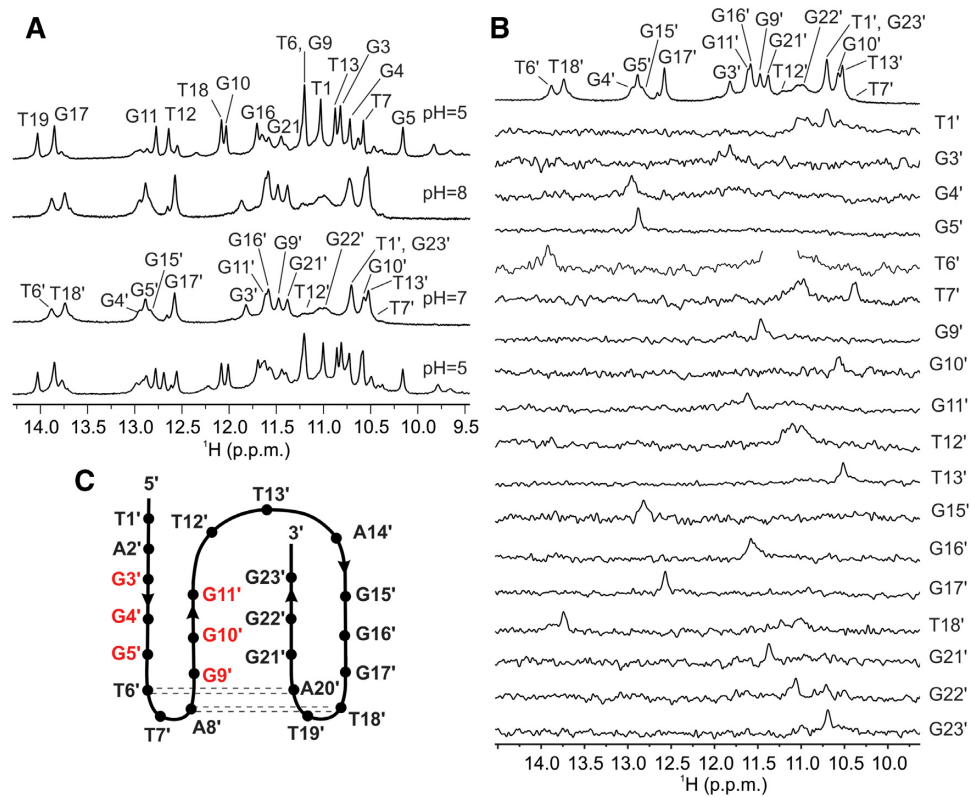 A
T6, G9
G3
T13
G4
T1
T18 G10
T7
T19 G17
G11 T12
G16
G21
G5
pH=5
pH=8
G16' G9' G22' T1', G23'
G15'
G11' G21' G10'
T6' T18' G4' G5' G17' G3' T12' T13'
T7'
pH=7
pH=5
14.0 13.5 13.0 12.5 12.0 11.5 11.0 10.5 10.0 9.5
¹H (p.p.m.)
B
G16' G9' G22' T1', G23'
G15'
G11' G21' G10'
T6' T18' G4' G5' G17' G3' T12' T13'
T7'
T1'
G3'
G4'
G5'
T6'
T7'
G9'
G10'
G11'
T12'
T13'
G15'
G16'
G17'
T18'
G21'
G22'
G23'
14.0 13.5 13.0 12.5 12.0 11.5 11.0 10.5 10.0
¹H (p.p.m.)
C
5'
T1'
A2'
G3'
G4'
G5'
T6'
T7'
A8'
G9'
G10'
G11'
T12'
T13'
A14'
G15'
G16'
G17'
T18'
T19'
A20'
G21'
G22'
G23'
3'